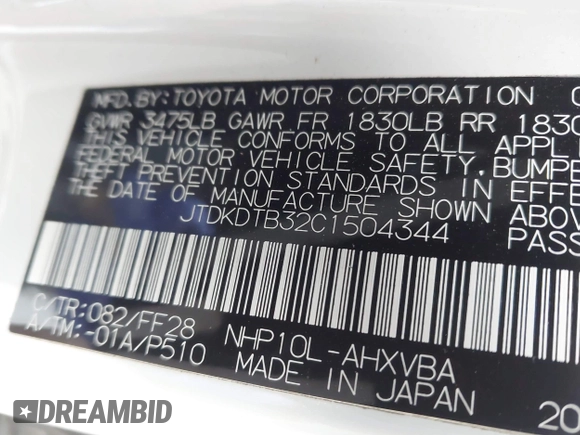 MFD. BY: TOYOTA MOTOR CORPORATION
GVWR 3475LB GAWR FR 1830LB RR 1830
THIS VEHICLE CONFORMS TO ALL APPL
FEDERAL MOTOR VEHICLE SAFETY, BUMPE
THEFT PREVENTION STANDARDS IN EFFE
THE DATE OF MANUFACTURE SHOWN ABOV
JTDKDTB32C1504344 PASS
C/TR:082/FF28
A/TM:-01A/P510
NHP10L-AHXVBA
MADE IN JAPAN 20
DREAMBID